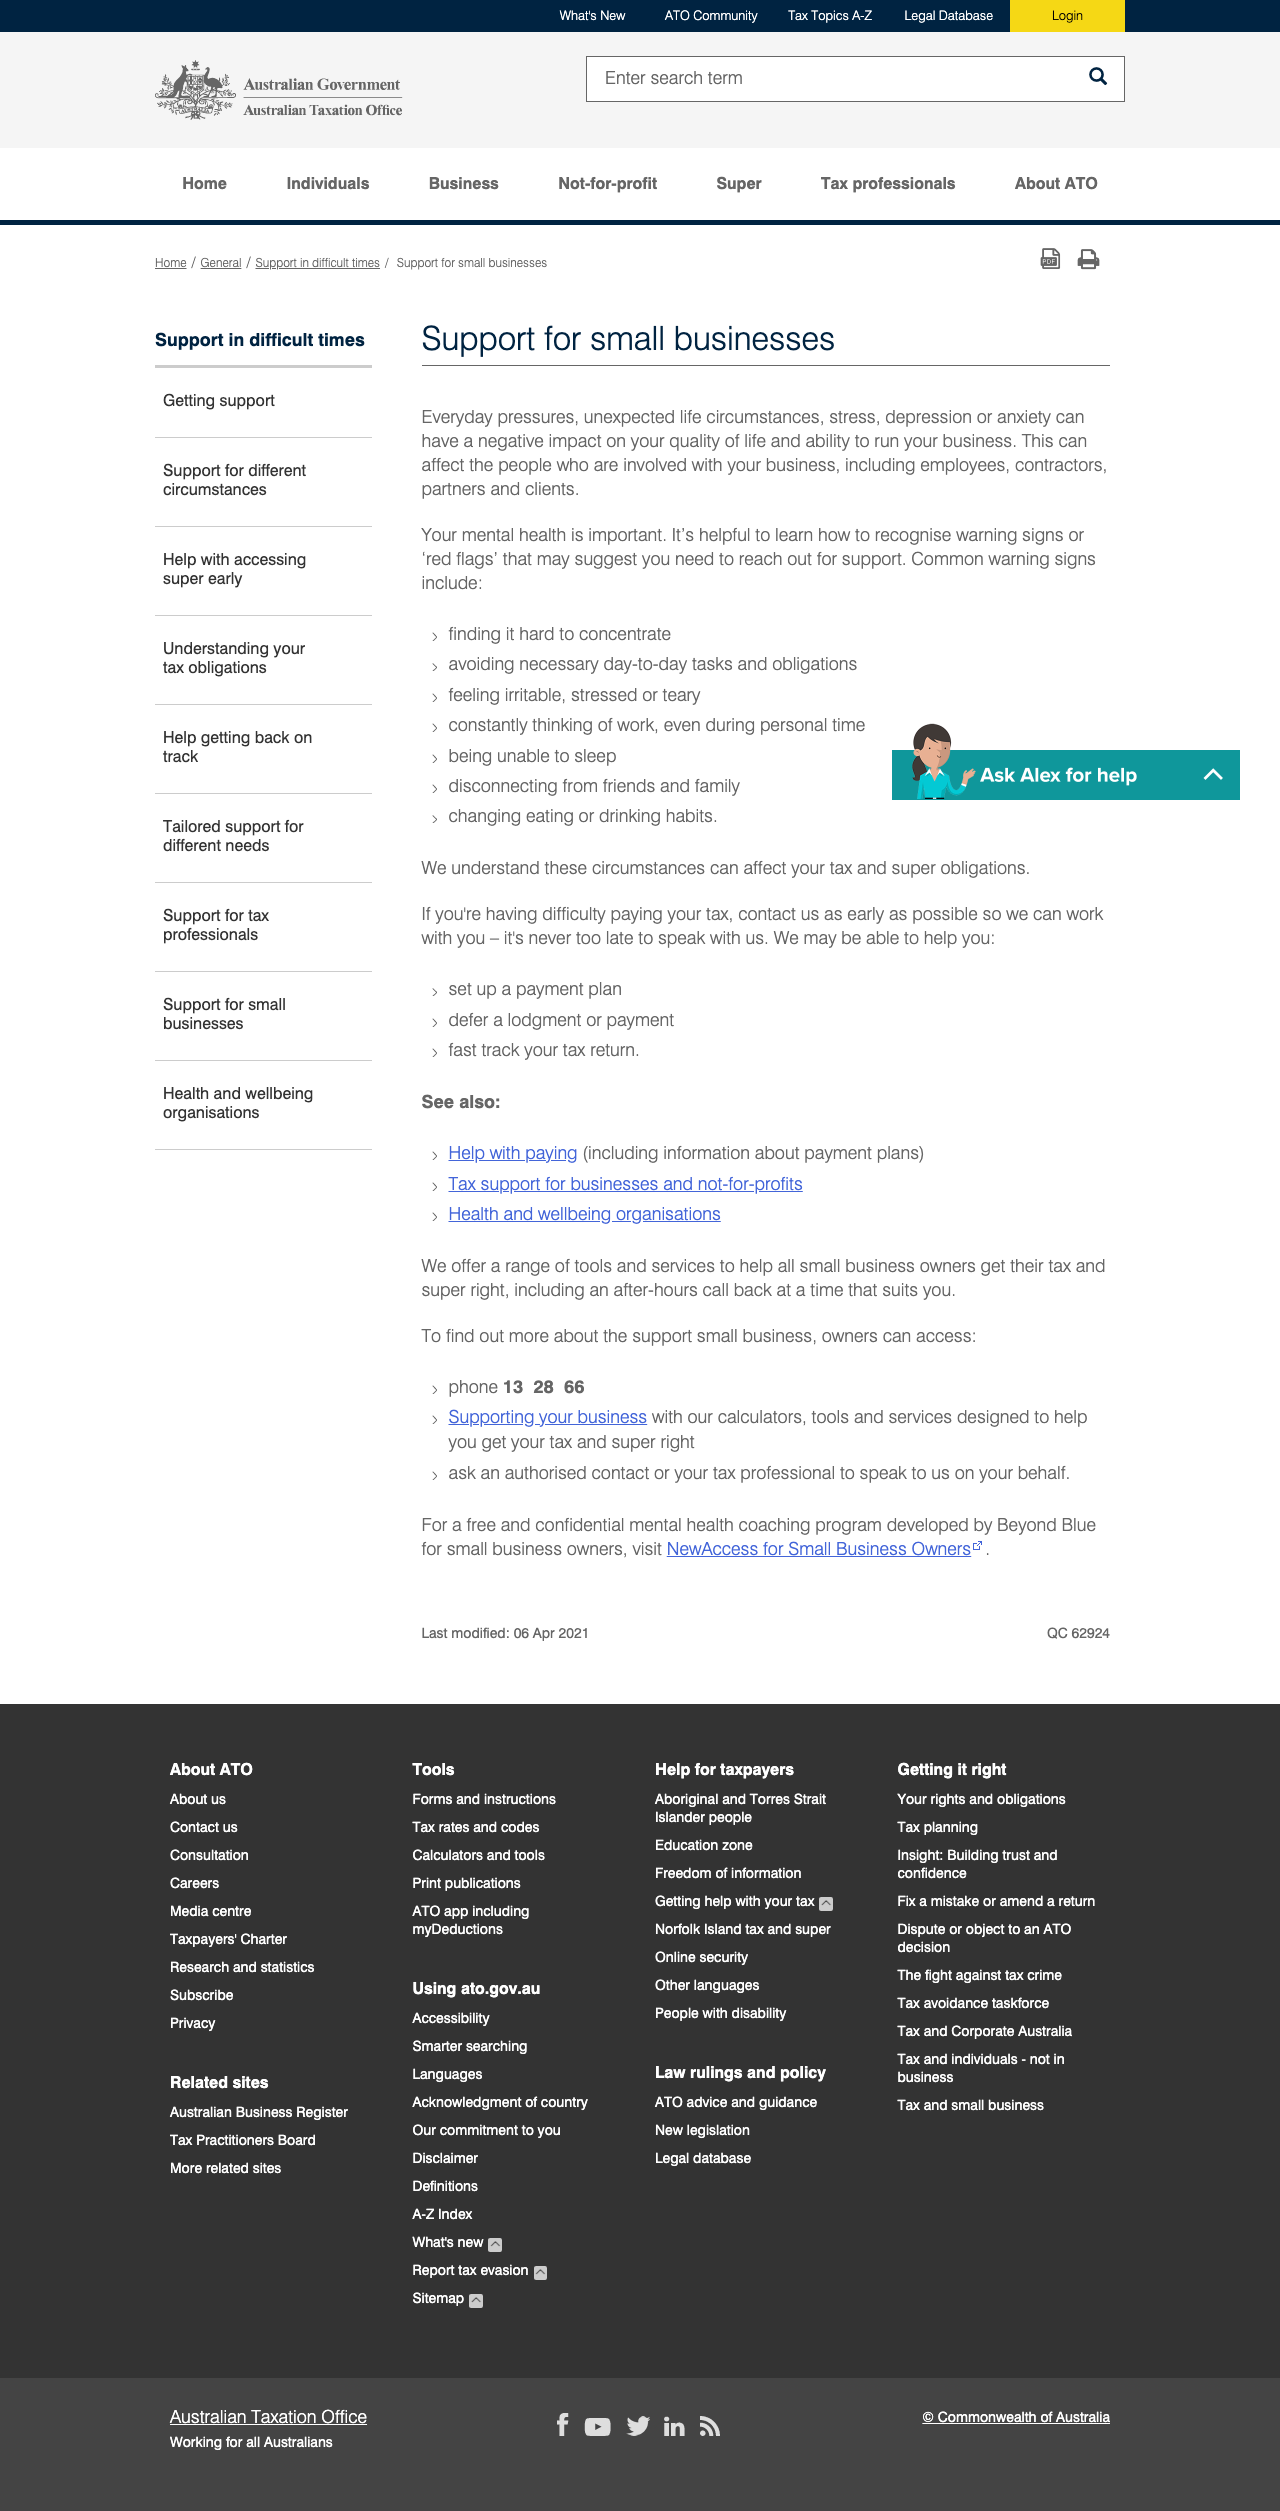 What's New ATO Community Tax Topics A-Z Legal Database Login
Australian Government
Australian Taxation Office
Enter search term
Home Individuals Business Not-for-profit Super Tax professionals About ATO
Home / General / Support in difficult times / Support for small businesses
PDF
Support in difficult times
Getting support
Support for different
circumstances
Help with accessing
super early
Understanding your
tax obligations
Help getting back on
track
Tailored support for
different needs
Support for tax
professionals
Support for small
businesses
Health and wellbeing
organisations
Support for small businesses
Everyday pressures, unexpected life circumstances, stress, depression or anxiety can
have a negative impact on your quality of life and ability to run your business. This can
affect the people who are involved with your business, including employees, contractors,
partners and clients.
Your mental health is important. It’s helpful to learn how to recognise warning signs or
‘red flags’ that may suggest you need to reach out for support. Common warning signs
include:
finding it hard to concentrate
avoiding necessary day-to-day tasks and obligations
feeling irritable, stressed or teary
constantly thinking of work, even during personal time
being unable to sleep
disconnecting from friends and family
changing eating or drinking habits.
Ask Alex for help
We understand these circumstances can affect your tax and super obligations.
If you're having difficulty paying your tax, contact us as early as possible so we can work
with you – it's never too late to speak with us. We may be able to help you:
set up a payment plan
defer a lodgment or payment
fast track your tax return.
See also:
Help with paying (including information about payment plans)
Tax support for businesses and not-for-profits
Health and wellbeing organisations
We offer a range of tools and services to help all small business owners get their tax and
super right, including an after-hours call back at a time that suits you.
To find out more about the support small business, owners can access:
phone 13 28 66
Supporting your business with our calculators, tools and services designed to help
you get your tax and super right
ask an authorised contact or your tax professional to speak to us on your behalf.
For a free and confidential mental health coaching program developed by Beyond Blue
for small business owners, visit NewAccess for Small Business Owners.
Last modified: 06 Apr 2021 QC 62924
About ATO
About us
Contact us
Consultation
Careers
Media centre
Taxpayers' Charter
Research and statistics
Subscribe
Privacy
Related sites
Australian Business Register
Tax Practitioners Board
More related sites
Tools
Forms and instructions
Tax rates and codes
Calculators and tools
Print publications
ATO app including
myDeductions
Using ato.gov.au
Accessibility
Smarter searching
Languages
Acknowledgment of country
Our commitment to you
Disclaimer
Definitions
A-Z Index
What's new
Report tax evasion
Sitemap
Help for taxpayers
Aboriginal and Torres Strait
Islander people
Education zone
Freedom of information
Getting help with your tax
Norfolk Island tax and super
Online security
Other languages
People with disability
Law rulings and policy
ATO advice and guidance
New legislation
Legal database
Getting it right
Your rights and obligations
Tax planning
Insight: Building trust and
confidence
Fix a mistake or amend a return
Dispute or object to an ATO
decision
The fight against tax crime
Tax avoidance taskforce
Tax and Corporate Australia
Tax and individuals - not in
business
Tax and small business
Australian Taxation Office
Working for all Australians
© Commonwealth of Australia